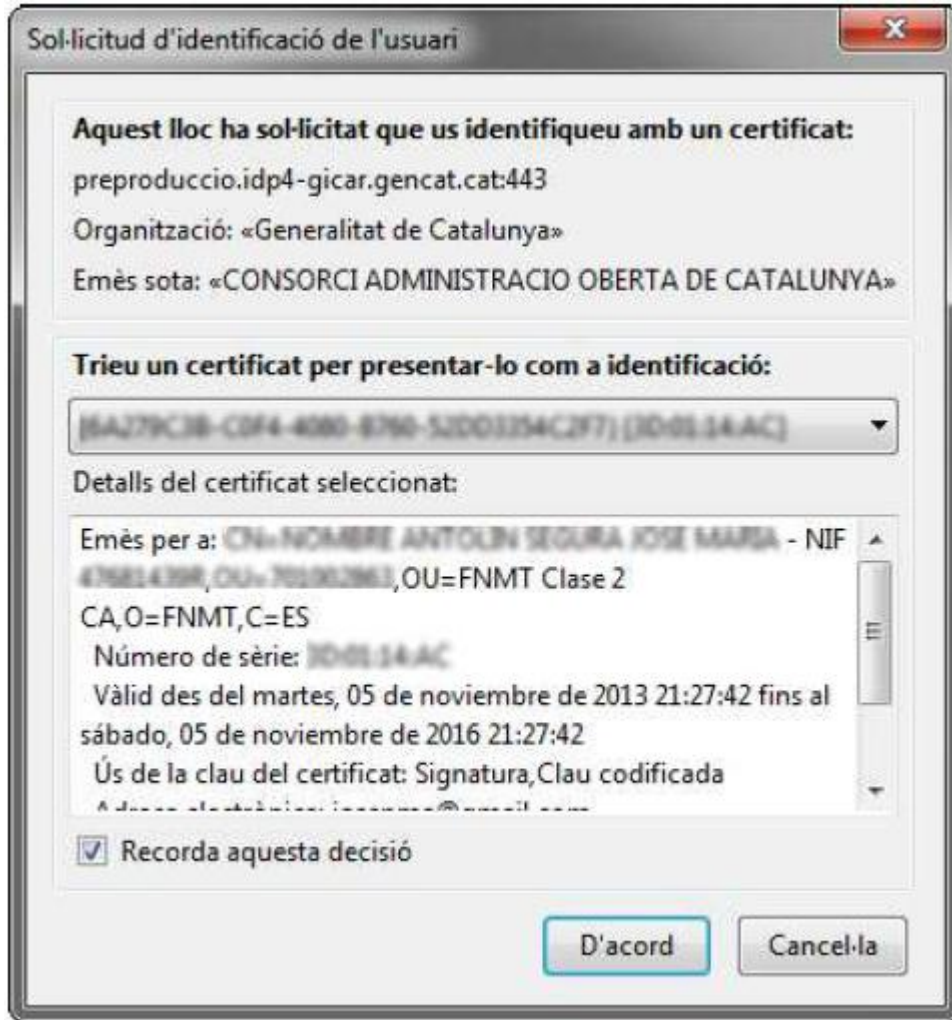 Sol·licitud d'identificació de l'usuari
Aquest lloc ha sol·licitat que us identifiqueu amb un certificat:
preproduccio.idp4-gicar.gencat.cat:443
Organització: «Generalitat de Catalunya»
Emès sota: «CONSORCI ADMINISTRACIO OBERTA DE CATALUNYA»
Trieu un certificat per presentar-lo com a identificació:
Detalls del certificat seleccionat:
Emès per a: - NIF
,OU=FNMT Clase 2
CA,O=FNMT,C=ES
Número de sèrie:
Vàlid des del martes, 05 de noviembre de 2013 21:27:42 fins al
sábado, 05 de noviembre de 2016 21:27:42
Ús de la clau del certificat: Signatura,Clau codificada
Recorda aquesta decisió
D'acord
Cancel·la